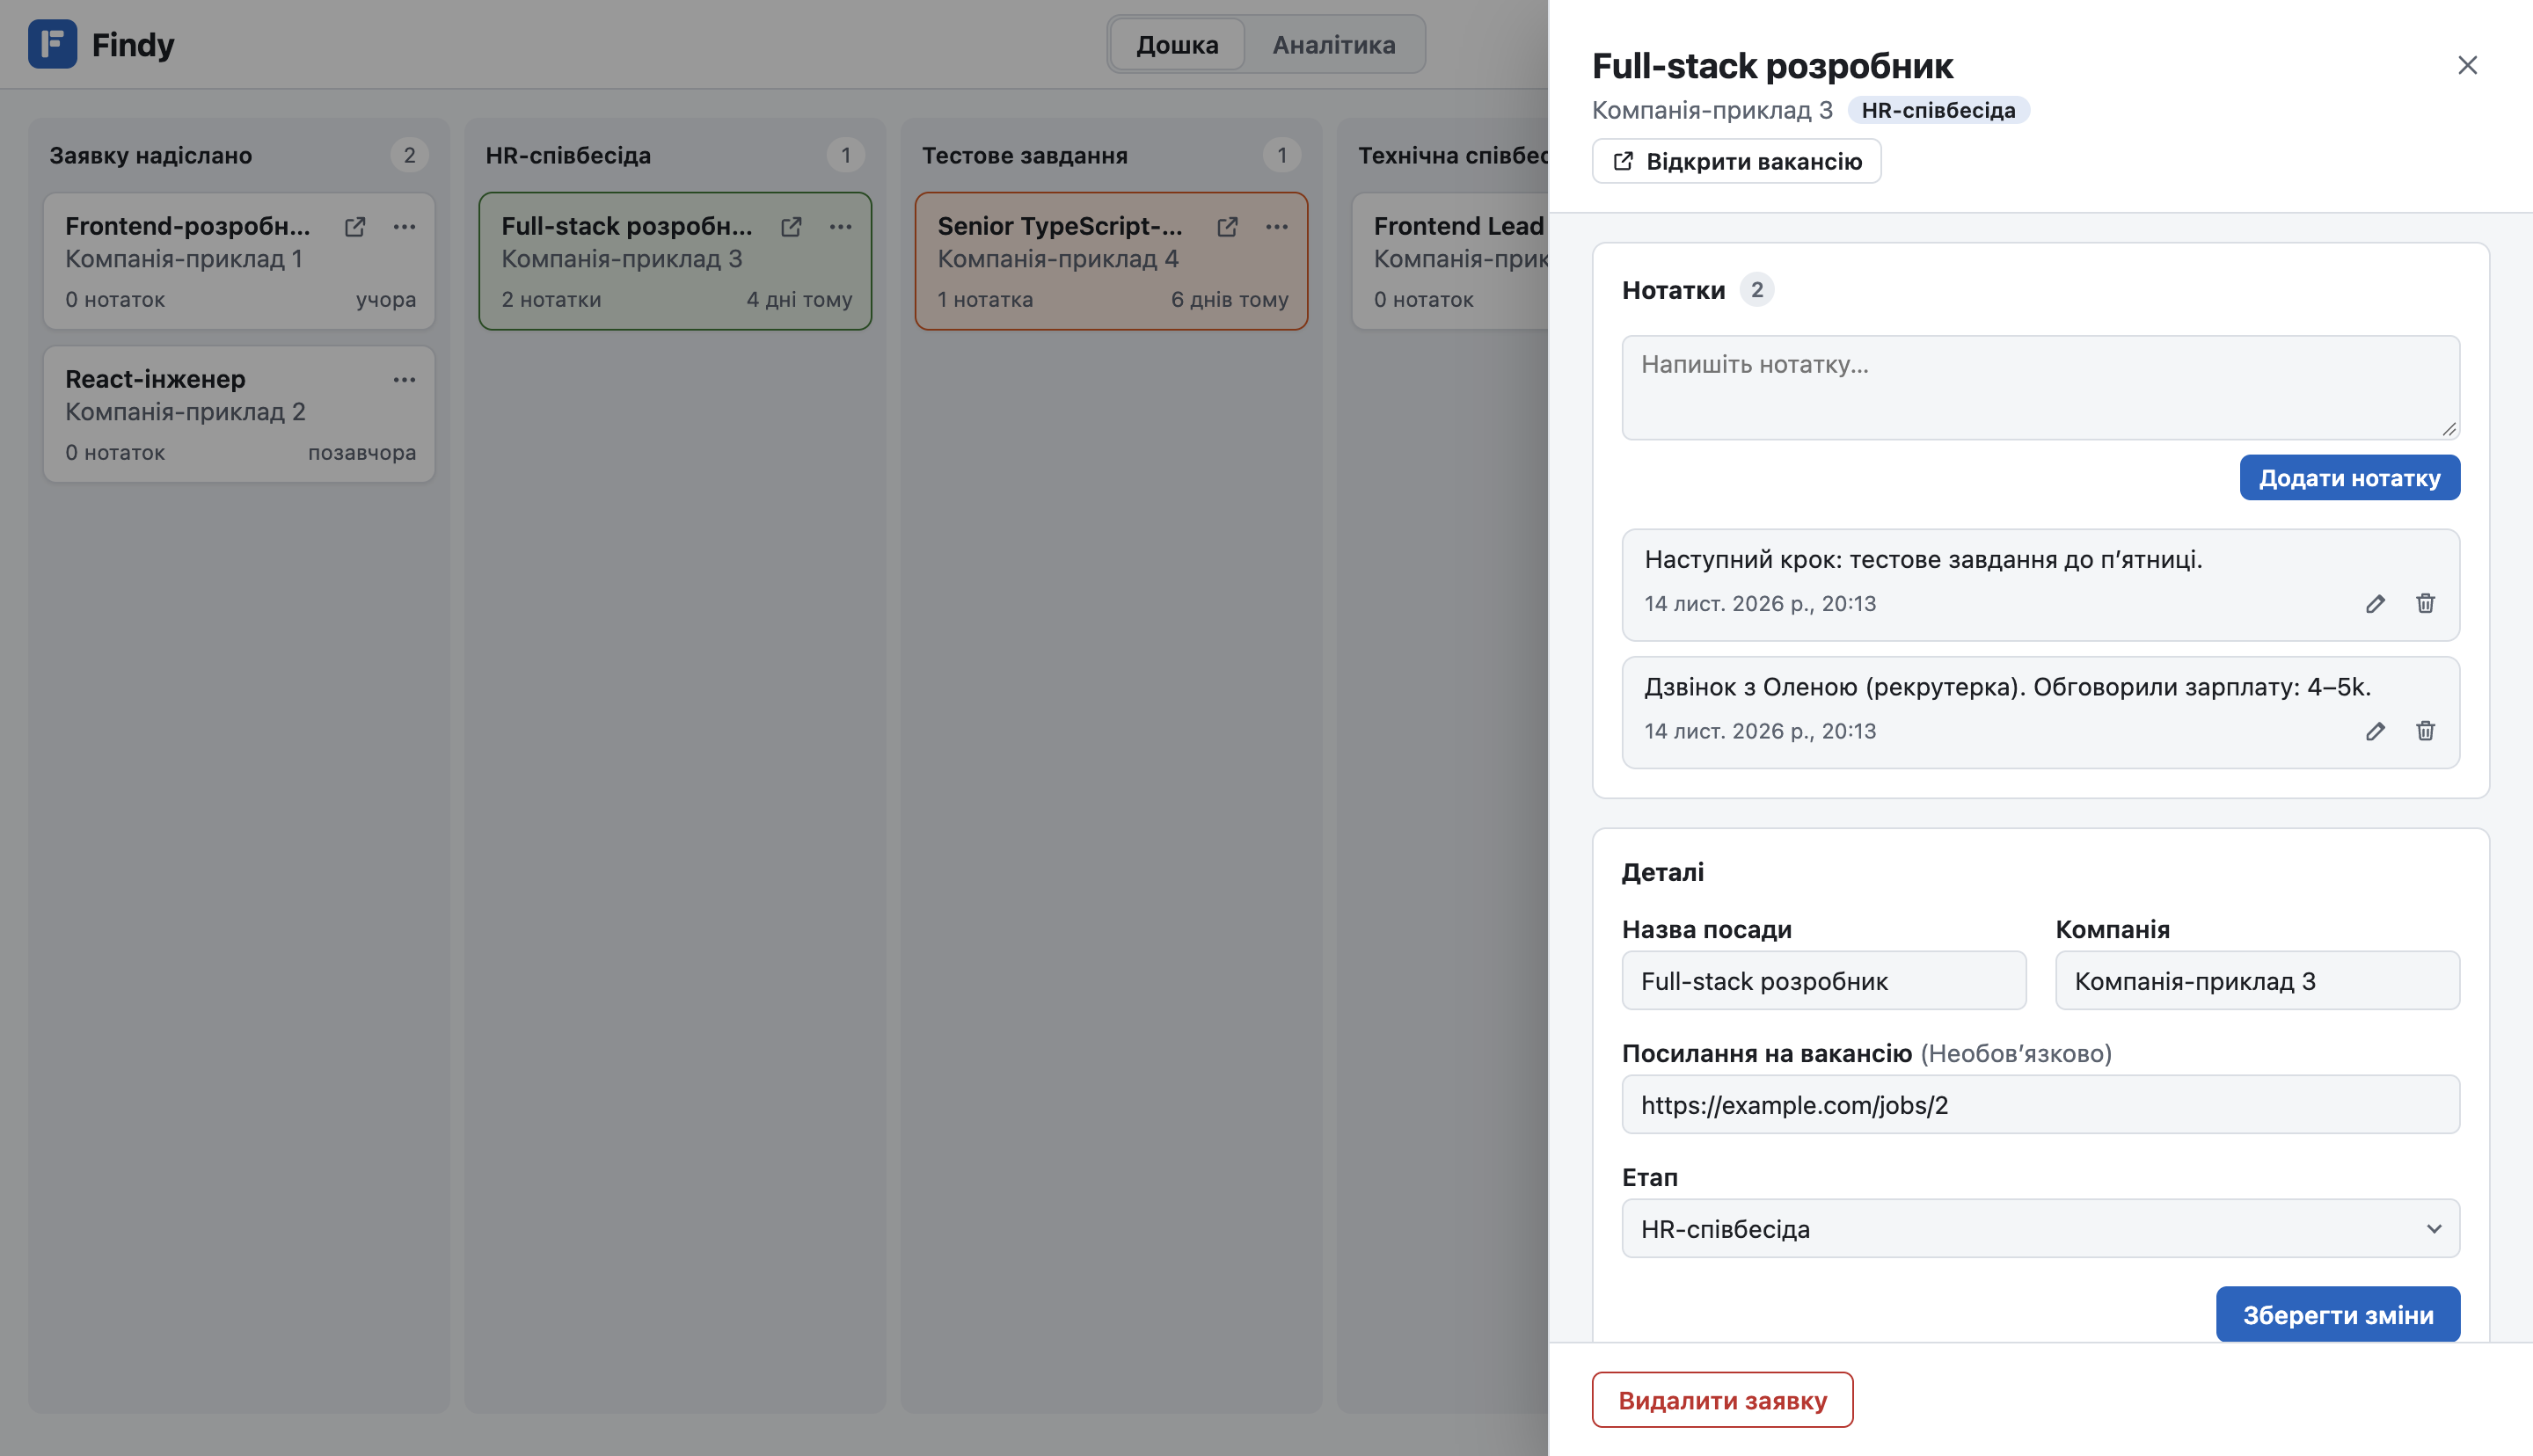 Findy
Дошка
Аналітика
Заявку надіслано
2
Frontend-розробн...
Компанія-приклад 1
0 нотаток
учора
React-інженер
Компанія-приклад 2
0 нотаток
позавчора
HR-співбесіда
1
Full-stack розробн...
Компанія-приклад 3
2 нотатки
4 дні тому
Тестове завдання
1
Senior TypeScript-...
Компанія-приклад 4
1 нотатка
6 днів тому
Технічна співбес
Frontend Lead
Компанія-прик
0 нотаток
Full-stack розробник
Компанія-приклад 3
HR-співбесіда
Відкрити вакансію
Нотатки
2
Напишіть нотатку...
Додати нотатку
Наступний крок: тестове завдання до п’ятниці.
14 лист. 2026 р., 20:13
Дзвінок з Оленою (рекрутерка). Обговорили зарплату: 4–5k.
14 лист. 2026 р., 20:13
Деталі
Назва посади
Full-stack розробник
Компанія
Компанія-приклад 3
Посилання на вакансію (Необов’язково)
https://example.com/jobs/2
Етап
HR-співбесіда
Зберегти зміни
Видалити заявку